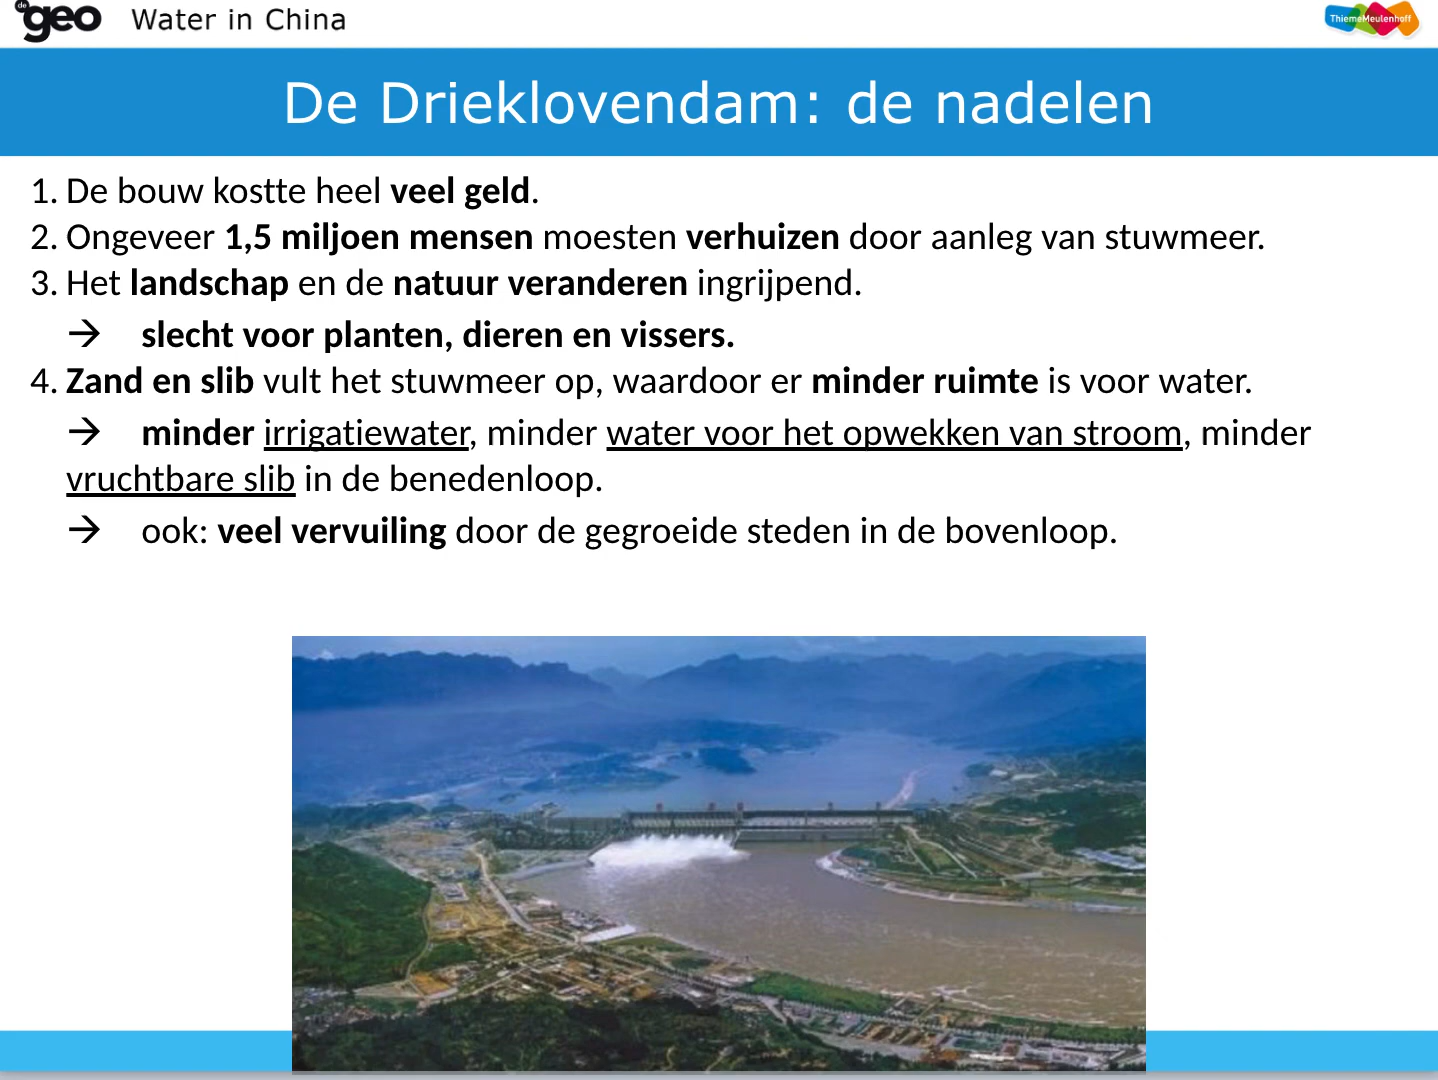 de geo Water in China ThiemeMeulenhoff
De Drieklovendam: de nadelen
1. De bouw kostte heel veel geld.
2. Ongeveer 1,5 miljoen mensen moesten verhuizen door aanleg van stuwmeer.
3. Het landschap en de natuur veranderen ingrijpend.
→ slecht voor planten, dieren en vissers.
4. Zand en slib vult het stuwmeer op, waardoor er minder ruimte is voor water.
→ minder irrigatiewater, minder water voor het opwekken van stroom, minder
vruchtbare slib in de benedenloop.
→ ook: veel vervuiling door de gegroeide steden in de bovenloop.